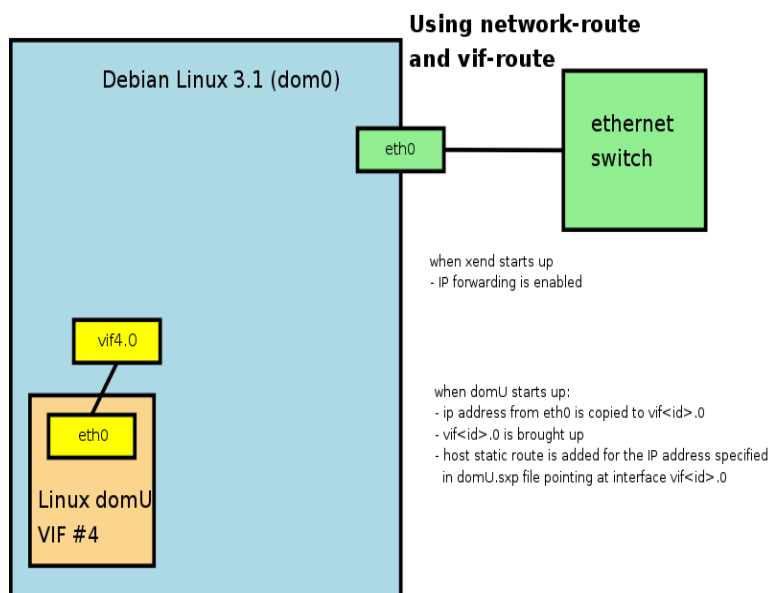 Using network-route
and vif-route
Debian Linux 3.1 (dom0)
eth0
ethernet
switch
when xend starts up
- IP forwarding is enabled
vif4.0
eth0
Linux domU
VIF #4
when domU starts up:
- ip address from eth0 is copied to vif<id>.0
- vif<id>.0 is brought up
- host static route is added for the IP address specified
in domU.sxp file pointing at interface vif<id>.0